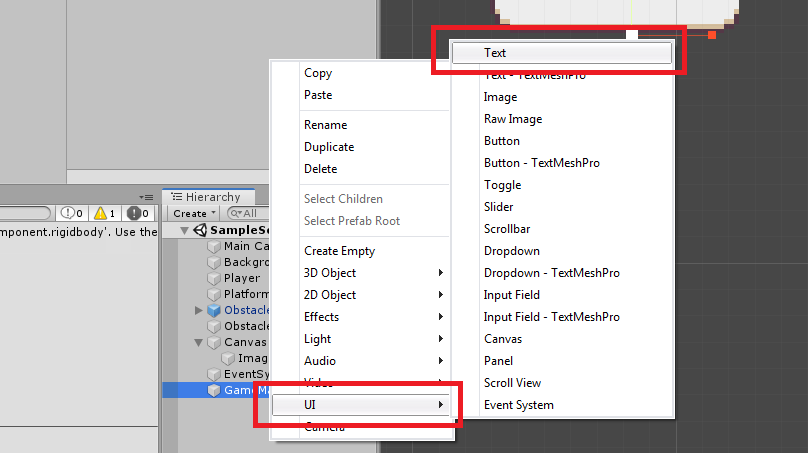 Text
Text - TextMeshPro
Image
Raw Image
Button
Button - TextMeshPro
Toggle
Slider
Scrollbar
Dropdown
Dropdown - TextMeshPro
Input Field
Input Field - TextMeshPro
Canvas
Panel
Scroll View
Event System
Copy
Paste
Rename
Duplicate
Delete
Select Children
Select Prefab Root
Create Empty
3D Object
2D Object
Effects
Light
Audio
Video
UI
Camera
0 1 0
mponent.rigidbody'. Use the
Hierarchy
Create All
SampleSc
Main Ca
Backgro
Player
Platform
Obstacle
Obstacle
Canvas
Imag
EventSy
GameMa